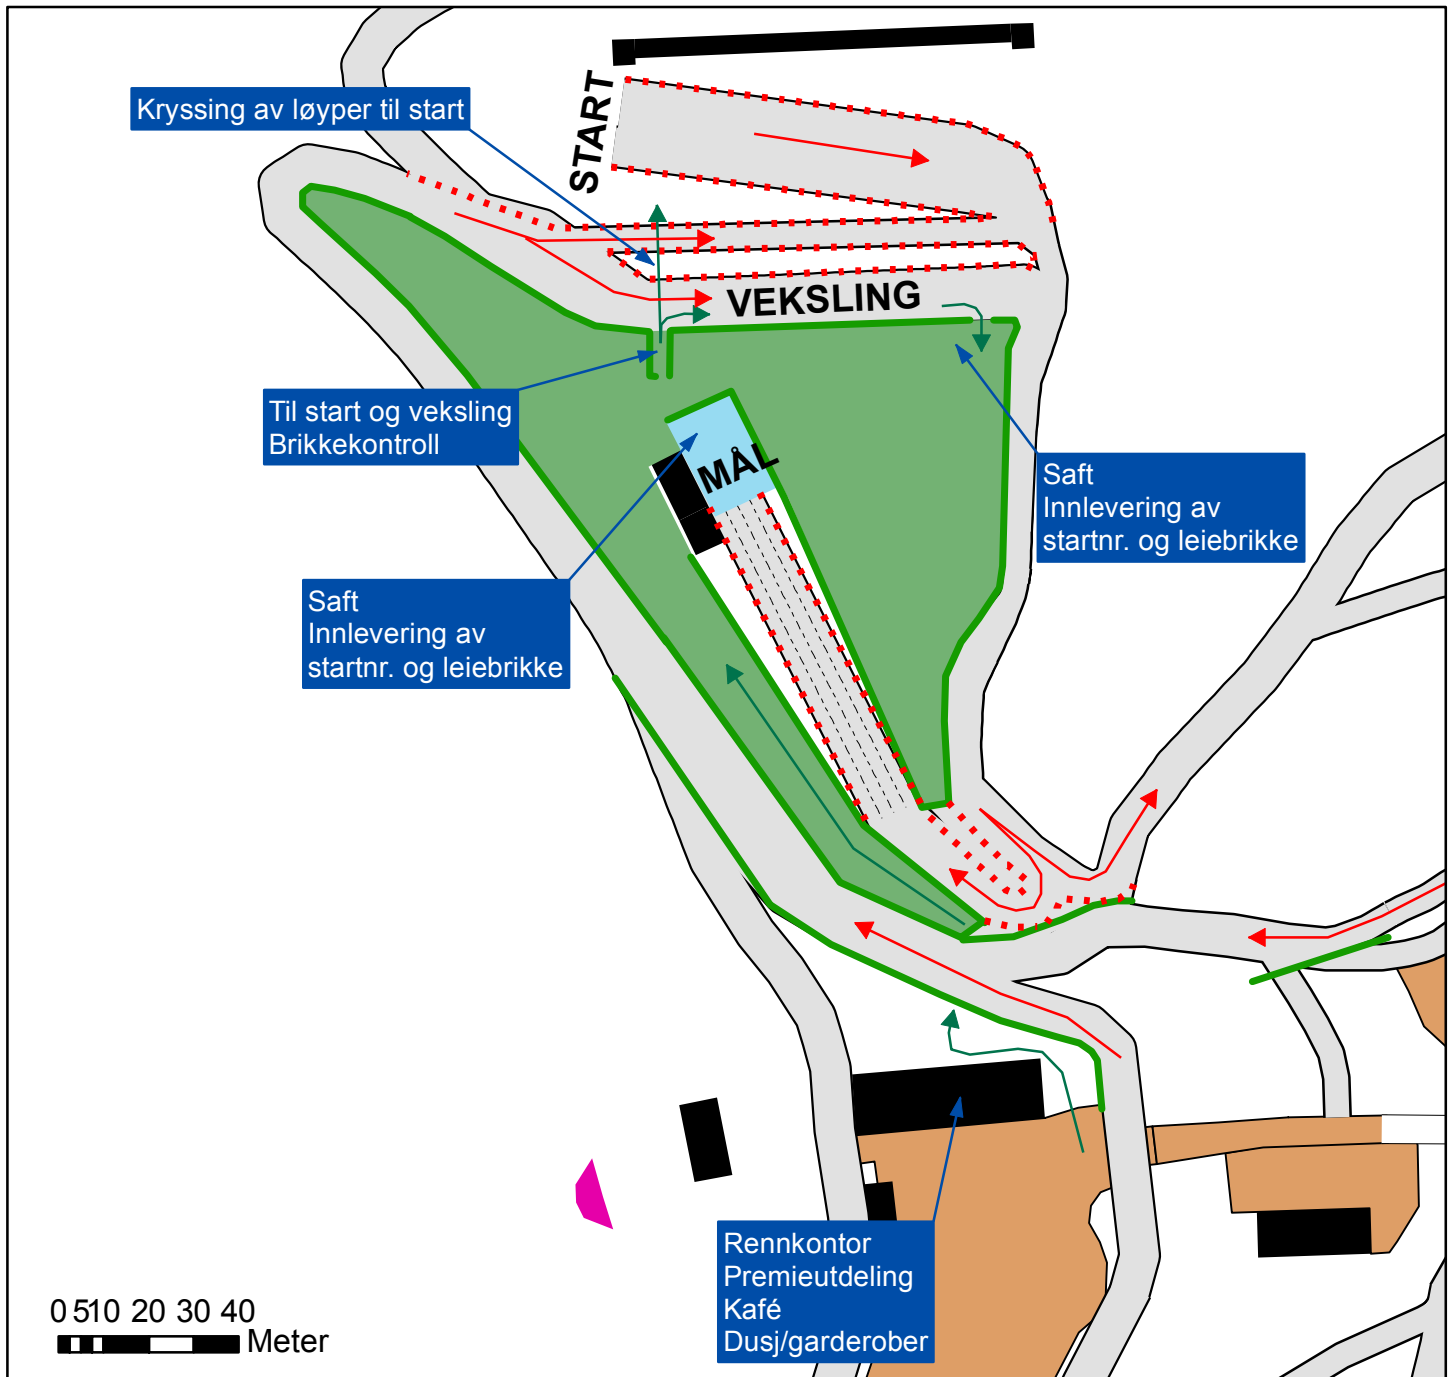 Kryssing av løyper til start
START
VEKSLING
Til start og veksling
Brikkekontroll
MÅL
Saft
Innlevering av
startnr. og leiebrikke
Saft
Innlevering av
startnr. og leiebrikke
Rennkontor
Premieutdeling
Kafé
Dusj/garderober
0 5 10 20 30 40
Meter